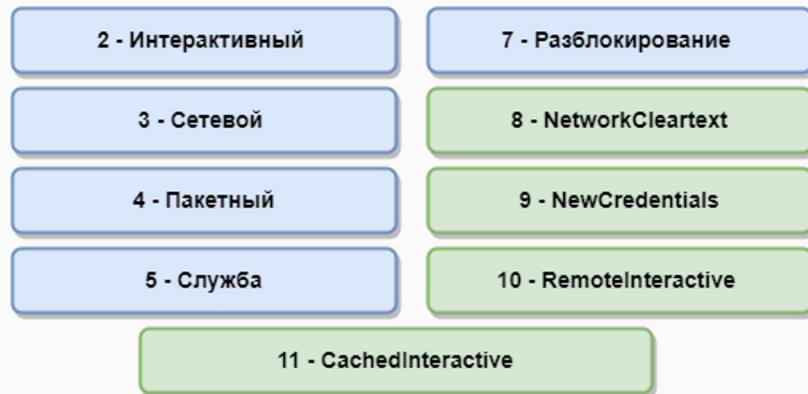 2 - Интерактивный
7 - Разблокирование
3 - Сетевой
8 - NetworkCleartext
4 - Пакетный
9 - NewCredentials
5 - Служба
10 - RemoteInteractive
11 - CachedInteractive